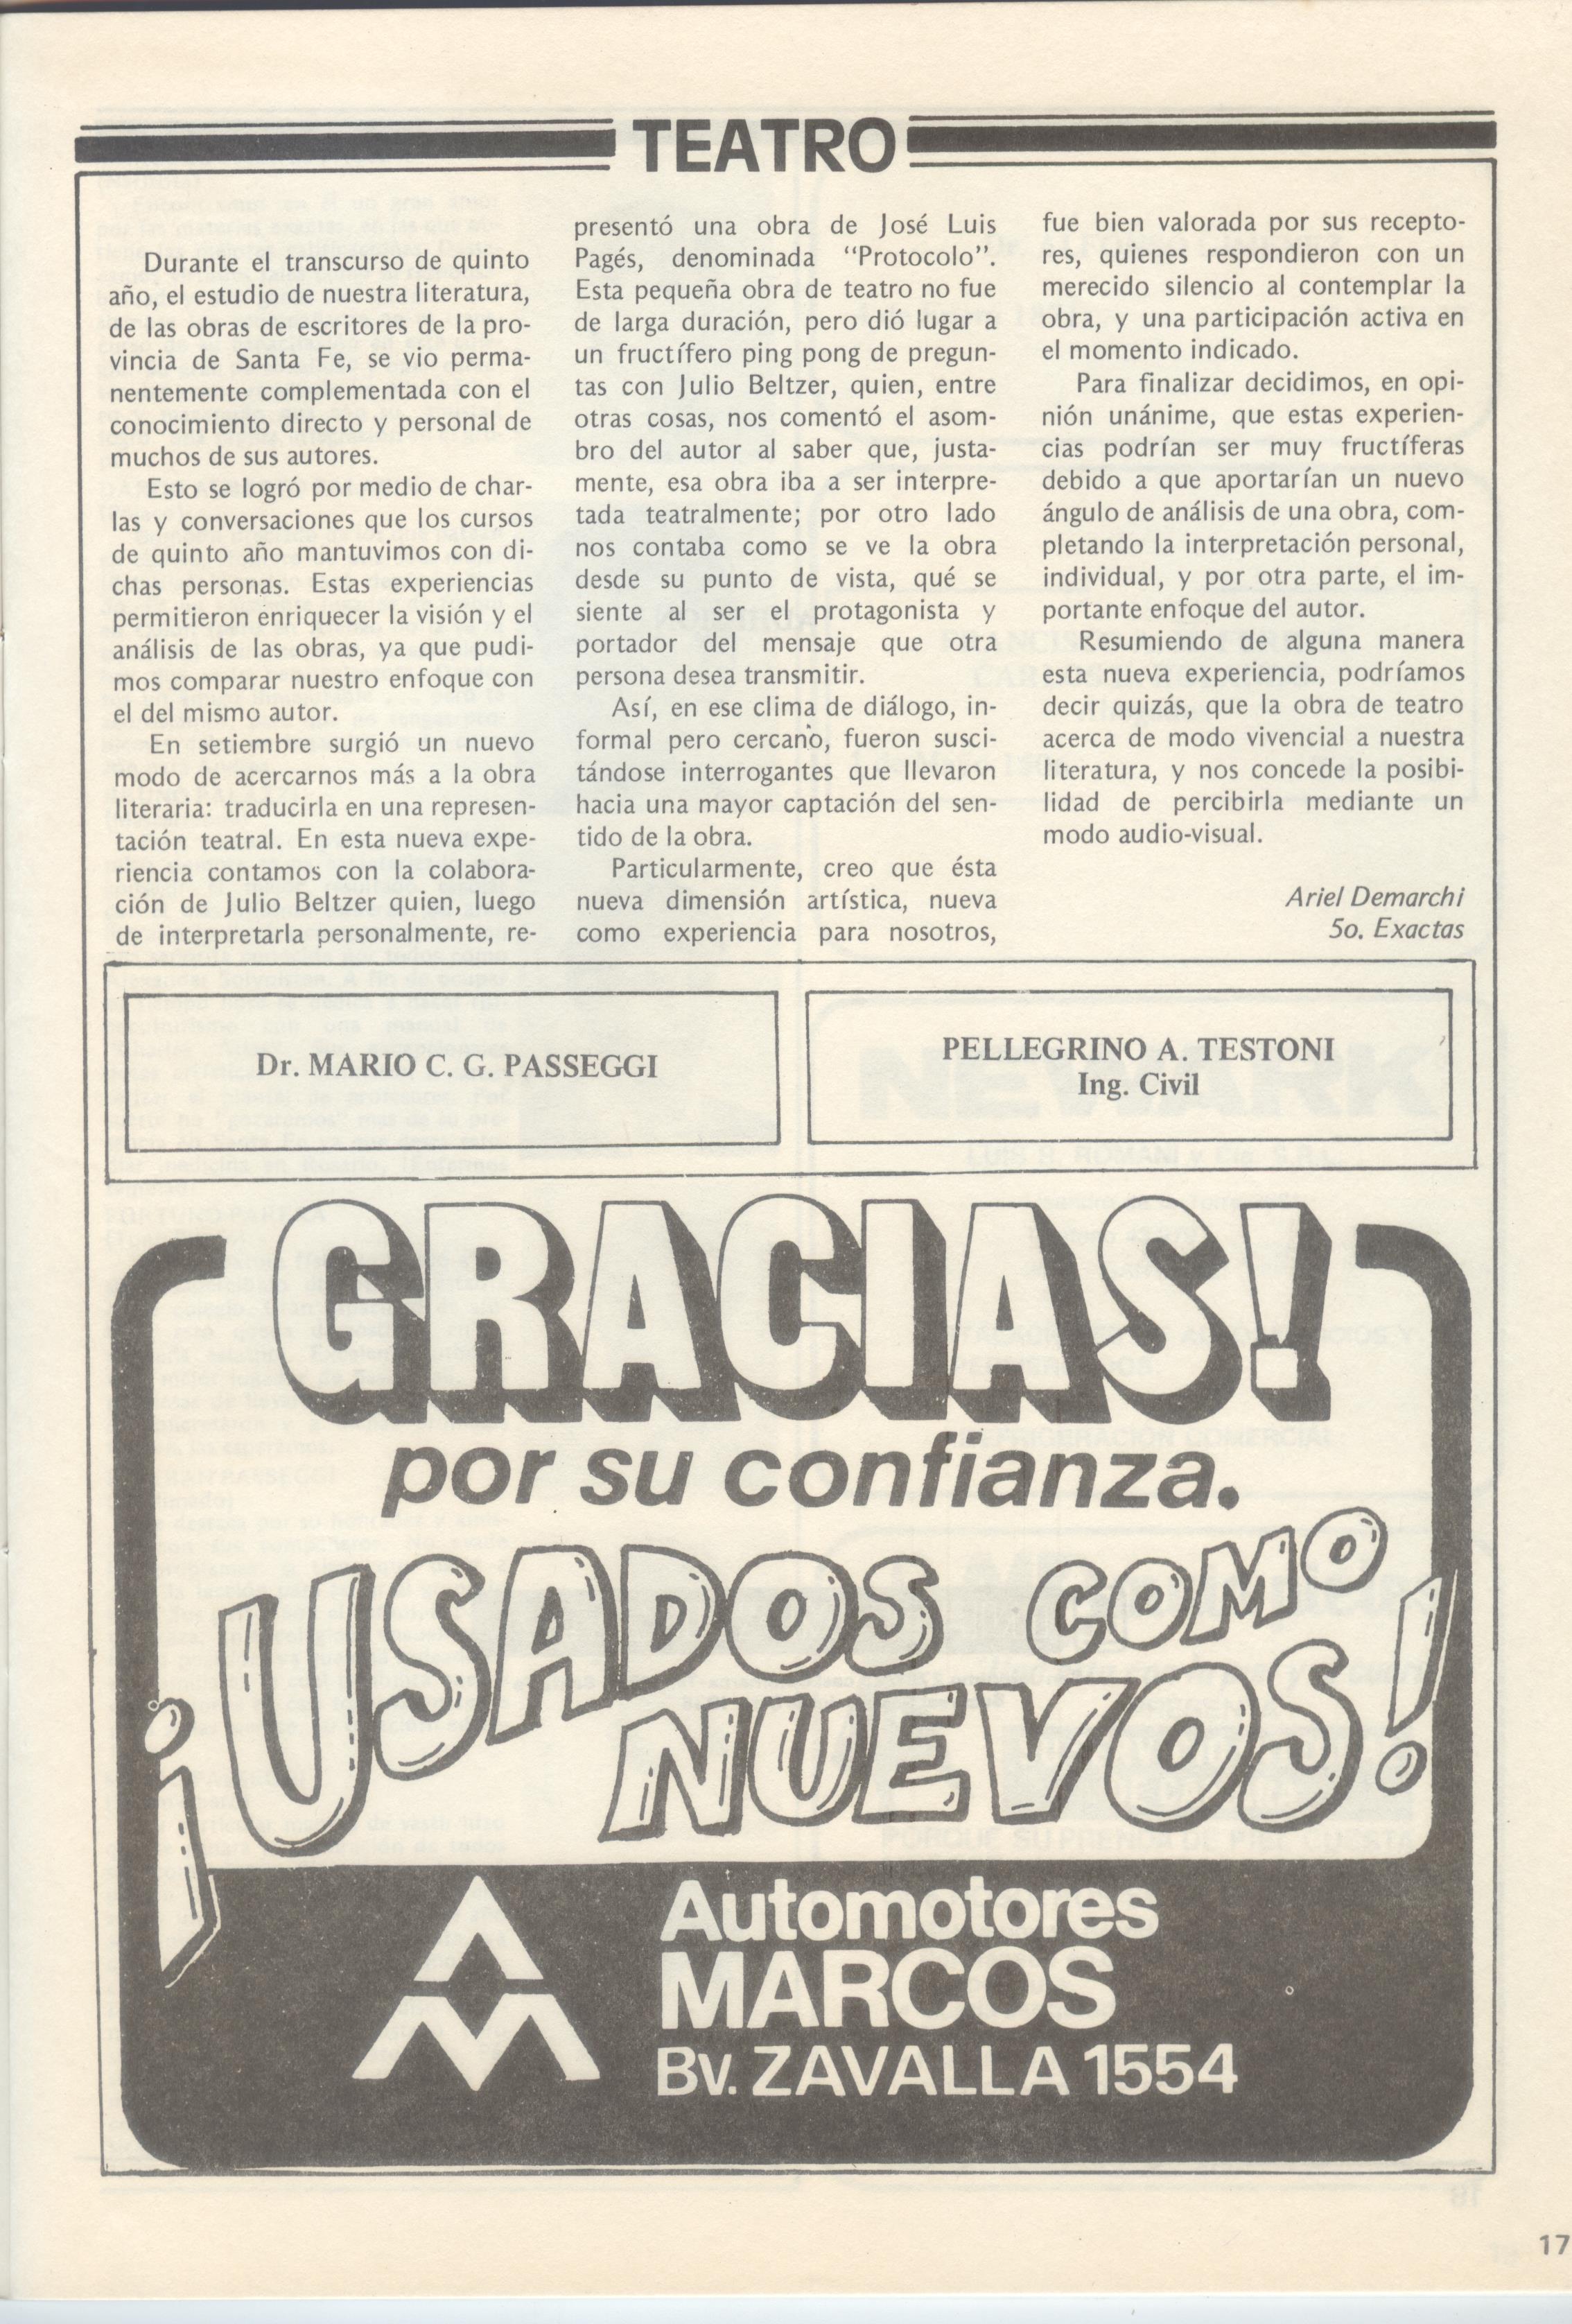 TEATRO
Durante el transcurso de quinto
año, el estudio de nuestra literatura,
de las obras de escritores de la pro-
vincia de Santa Fe, se vio perma-
nentemente complementada con el
conocimiento directo y personal de
muchos de sus autores.
Esto se logró por medio de char-
las y conversaciones que los cursos
de quinto año mantuvimos con di-
chas personas. Estas experiencias
permitieron enriquecer la visión y el
análisis de las obras, ya que pudi-
mos comparar nuestro enfoque con
el del mismo autor.
En setiembre surgió un nuevo
modo de acercarnos más a la obra
literaria: traducirla en una represen-
tación teatral. En esta nueva expe-
riencia contamos con la colabora-
ción de Julio Beltzer quien, luego
de interpretarla personalmente, re-
presentó una obra de José Luis
Pagés, denominada “Protocolo”.
Esta pequeña obra de teatro no fue
de larga duración, pero dió lugar a
un fructífero ping pong de pregun-
tas con Julio Beltzer, quien, entre
otras cosas, nos comentó el asom-
bro del autor al saber que, justa-
mente, esa obra iba a ser interpre-
tada teatralmente; por otro lado
nos contaba como se ve la obra
desde su punto de vista, qué se
siente al ser el protagonista y
portador del mensaje que otra
persona desea transmitir.
Así, en ese clima de diálogo, in-
formal pero cercano, fueron susci-
tándose interrogantes que llevaron
hacia una mayor captación del sen-
tido de la obra.
Particularmente, creo que ésta
nueva dimensión artística, nueva
como experiencia para nosotros,
fue bien valorada por sus recepto-
res, quienes respondieron con un
merecido silencio al contemplar la
obra, y una participación activa en
el momento indicado.
Para finalizar decidimos, en opi-
nión unánime, que estas experien-
cias podrían ser muy fructíferas
debido a que aportarían un nuevo
ángulo de análisis de una obra, com-
pletando la interpretación personal,
individual, y por otra parte, el im-
portante enfoque del autor.
Resumiendo de alguna manera
esta nueva experiencia, podríamos
decir quizás, que la obra de teatro
acerca de modo vivencial a nuestra
literatura, y nos concede la posibi-
lidad de percibirla mediante un
modo audio-visual.
Ariel Demarchi
5o. Exactas
Dr. MARIO C. G. PASSEGGI
PELLEGRINO A. TESTONI
Ing. Civil
GRACIAS!
por su confianza.
¡USADOS COMO
NUEVOS!
Automotores
MARCOS
Bv. ZAVALLA 1554
17